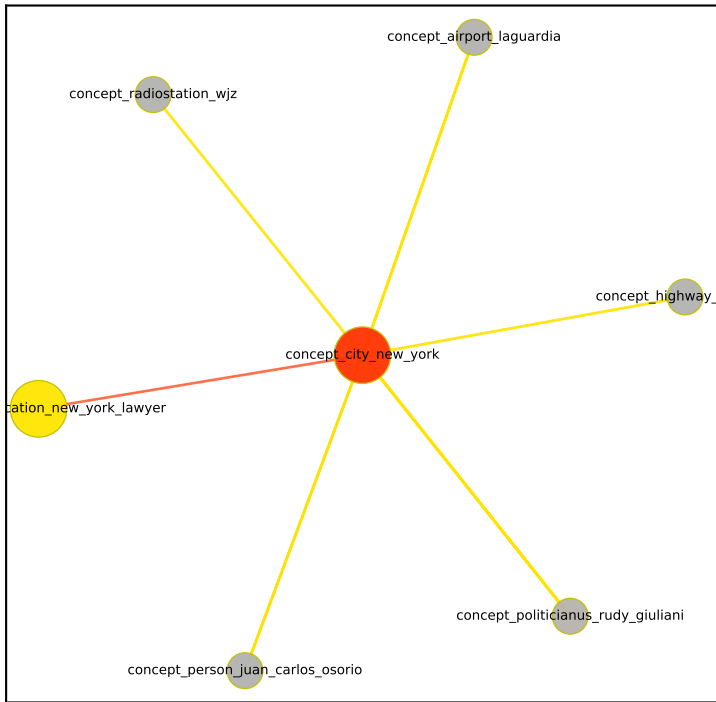 concept_airport_laguardia
concept_radiostation_wjz
concept_highway_
concept_city_new_york
cation_new_york_lawyer
concept_politicianus_rudy_giuliani
concept_person_juan_carlos_osorio